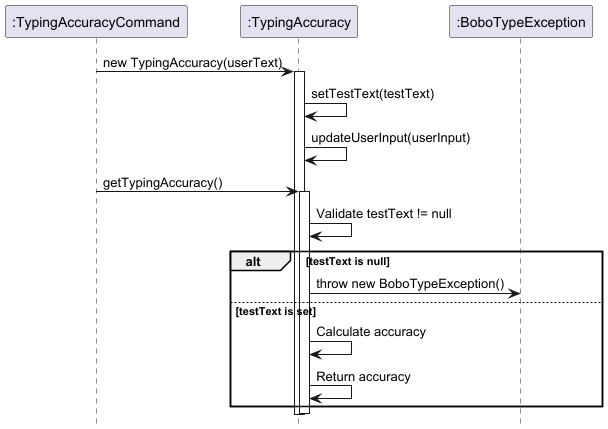 :TypingAccuracyCommand
:TypingAccuracy
:BoboTypeException
new TypingAccuracy(userText)
setTestText(testText)
updateUserInput(userInput)
getTypingAccuracy()
Validate testText != null
alt
[testText is null]
throw new BoboTypeException()
[testText is set]
Calculate accuracy
Return accuracy